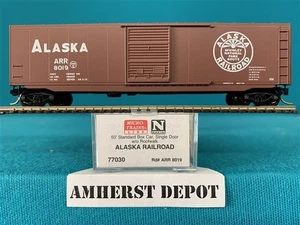 ALASKA
ARR
8019
ALASKA
RAILROAD
MICRO-TRAINS
LINE
N
50' Standard Box Car, Single Door
w/o Roofwalk
ALASKA RAILROAD
77030
Rd# ARR 8019
AMHERST DEPOT